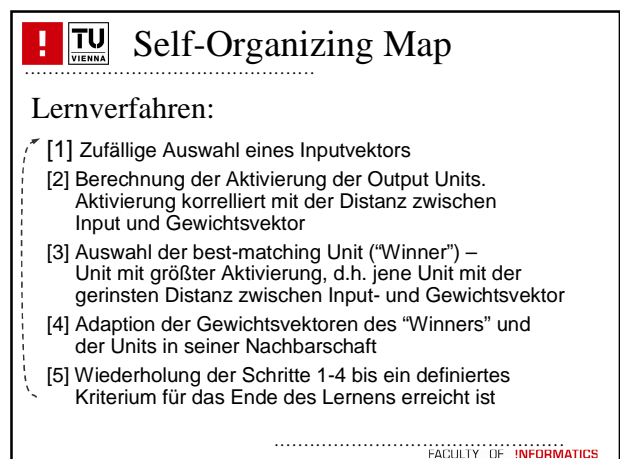 ! TU
VIENNA
Self-Organizing Map
Lernverfahren:
[1] Zufällige Auswahl eines Inputvektors
[2] Berechnung der Aktivierung der Output Units.
Aktivierung korrelliert mit der Distanz zwischen
Input und Gewichtsvektor
[3] Auswahl der best-matching Unit (“Winner”) –
Unit mit größter Aktivierung, d.h. jene Unit mit der
gerinsten Distanz zwischen Input- und Gewichtsvektor
[4] Adaption der Gewichtsvektoren des “Winners” und
der Units in seiner Nachbarschaft
[5] Wiederholung der Schritte 1-4 bis ein definiertes
Kriterium für das Ende des Lernens erreicht ist
FACULTY OF !NFORMATICS